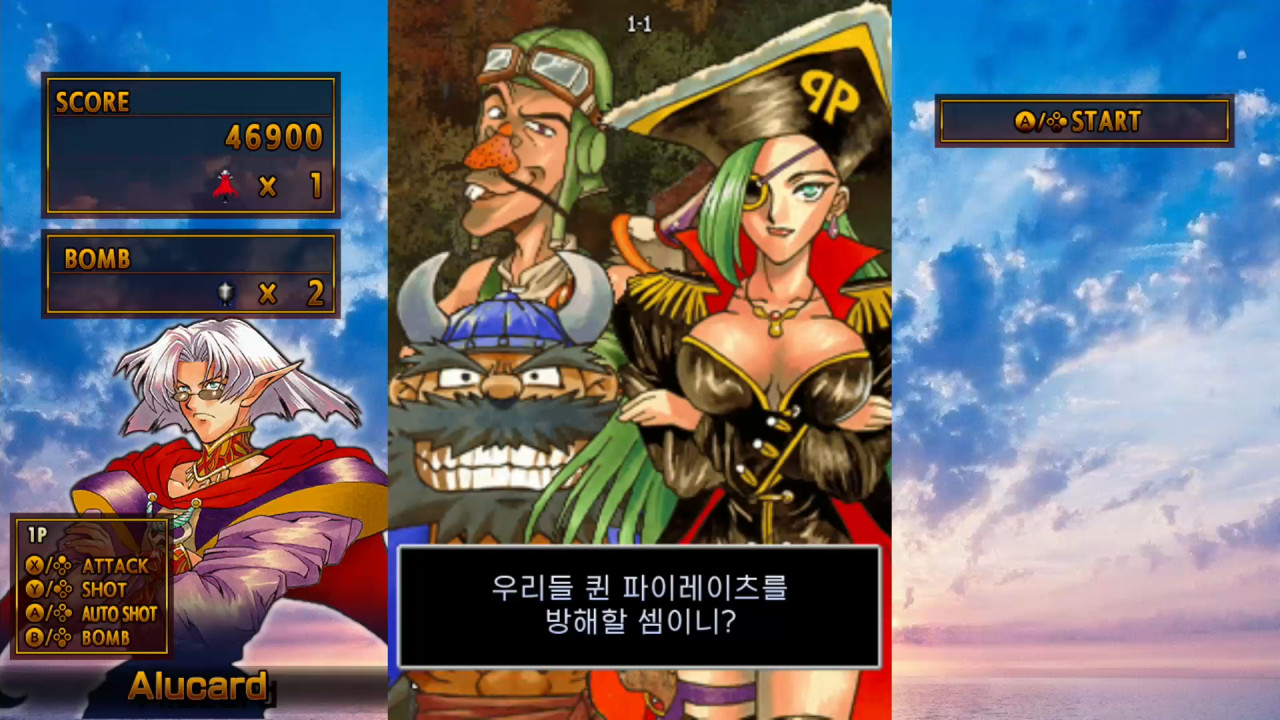 SCORE
46900
x 1
BOMB
x 2
1P
X/ ATTACK
Y/ SHOT
A/ AUTO SHOT
B/ BOMB
Alucard
1-1
qp
우리들 퀸 파이레이츠를
방해할 셈이니?
A/ START